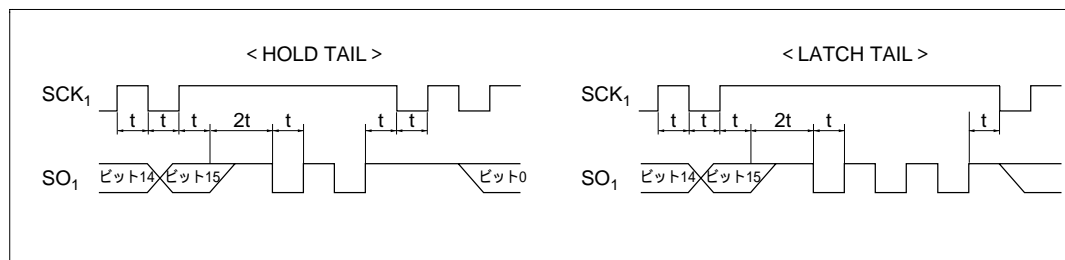 < HOLD TAIL >
SCK1
t t t 2t t t t
SO1
ビット14 ビット15 ビット0
< LATCH TAIL >
SCK1
t t t 2t t t
SO1
ビット14 ビット15